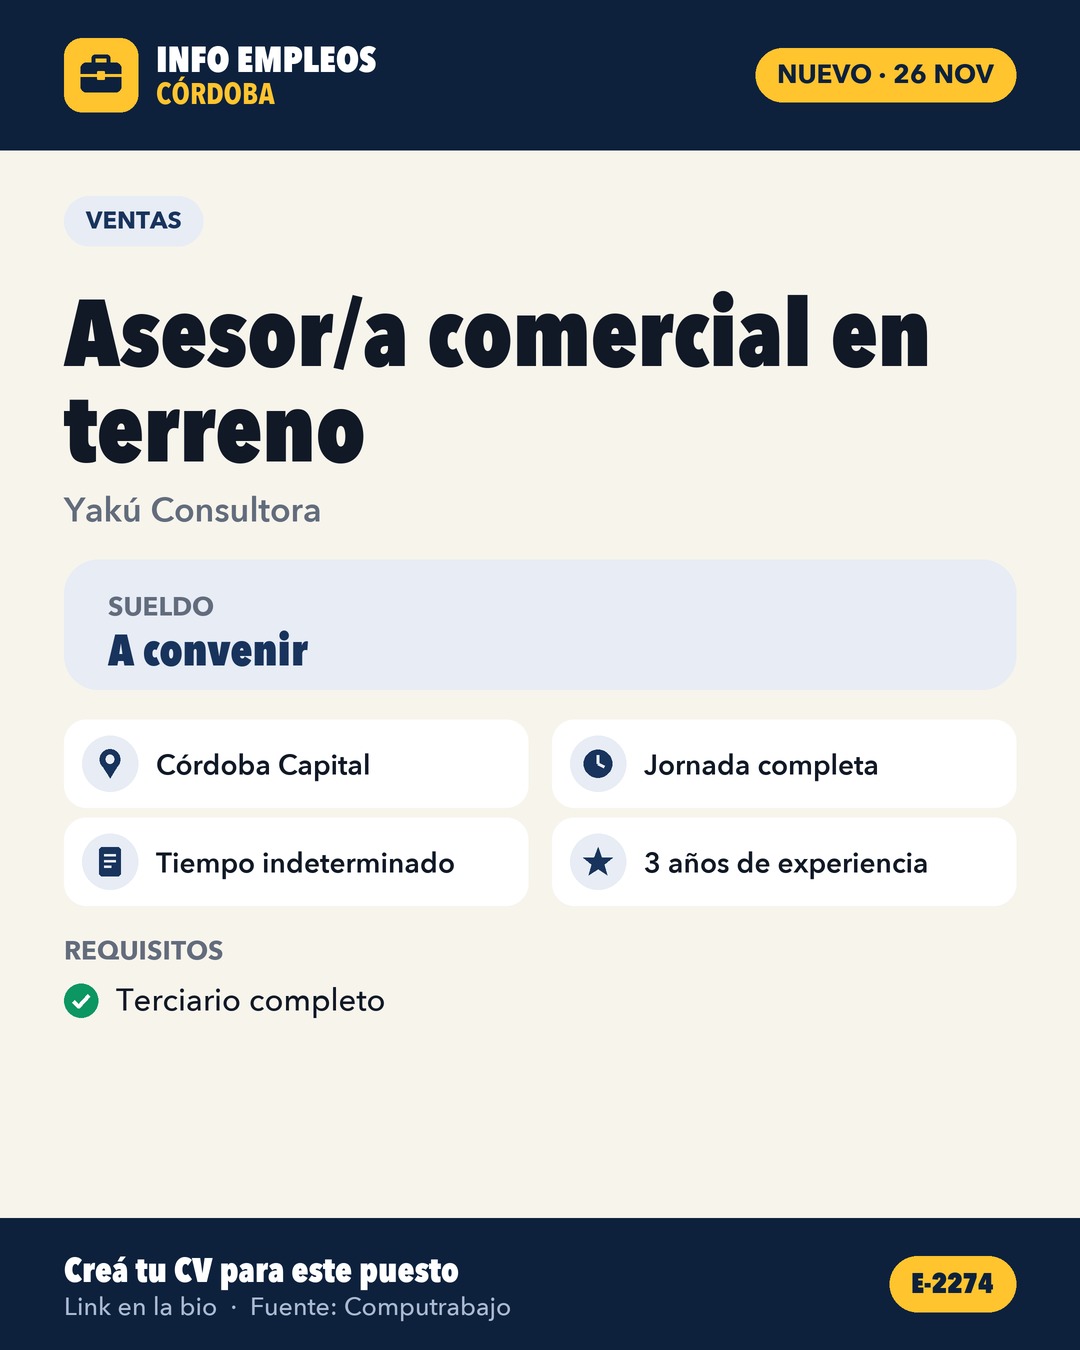 INFO EMPLEOS
CÓRDOBA
NUEVO · 26 NOV
VENTAS
Asesor/a comercial en
terreno
Yakú Consultora
SUELDO
A convenir
Córdoba Capital
Jornada completa
Tiempo indeterminado
3 años de experiencia
REQUISITOS
Terciario completo
Creá tu CV para este puesto
Link en la bio · Fuente: Computrabajo
E-2274